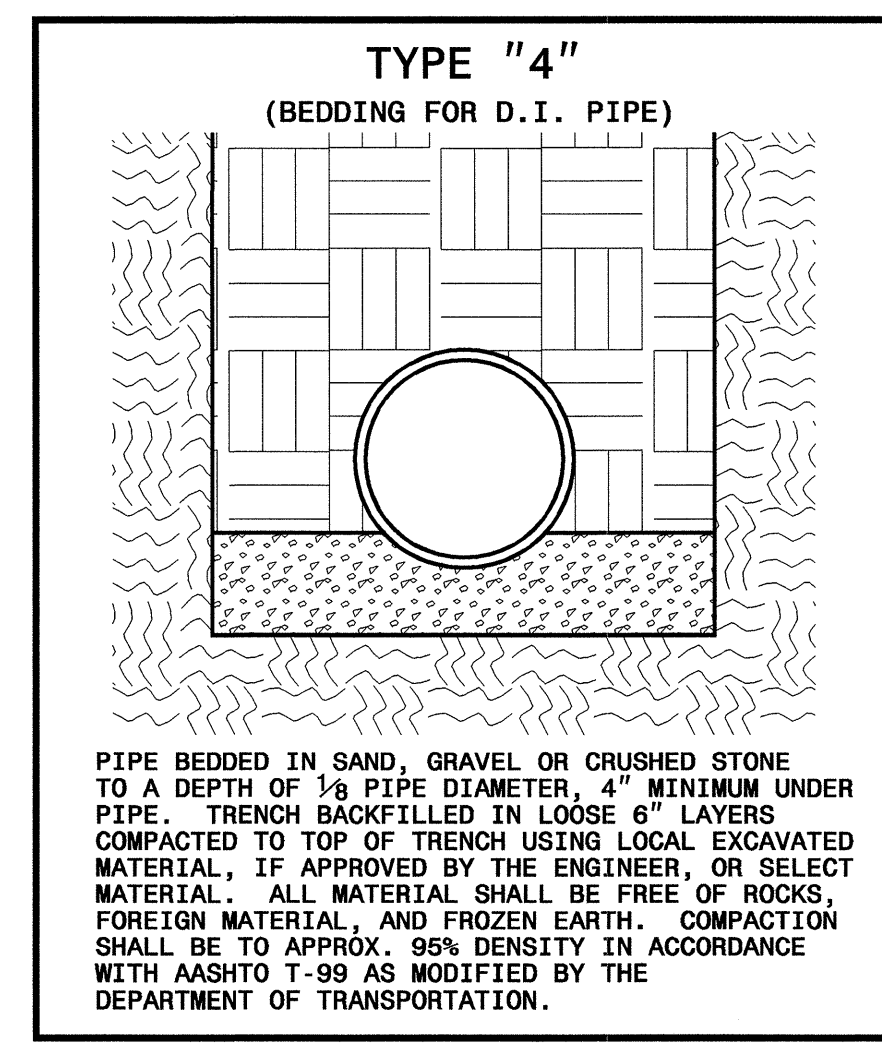 TYPE "4"
(BEDDING FOR D.I. PIPE)
PIPE BEDDED IN SAND, GRAVEL OR CRUSHED STONE
TO A DEPTH OF 1/8 PIPE DIAMETER, 4" MINIMUM UNDER
PIPE. TRENCH BACKFILLED IN LOOSE 6" LAYERS
COMPACTED TO TOP OF TRENCH USING LOCAL EXCAVATED
MATERIAL, IF APPROVED BY THE ENGINEER, OR SELECT
MATERIAL. ALL MATERIAL SHALL BE FREE OF ROCKS,
FOREIGN MATERIAL, AND FROZEN EARTH. COMPACTION
SHALL BE TO APPROX. 95% DENSITY IN ACCORDANCE
WITH AASHTO T-99 AS MODIFIED BY THE
DEPARTMENT OF TRANSPORTATION.